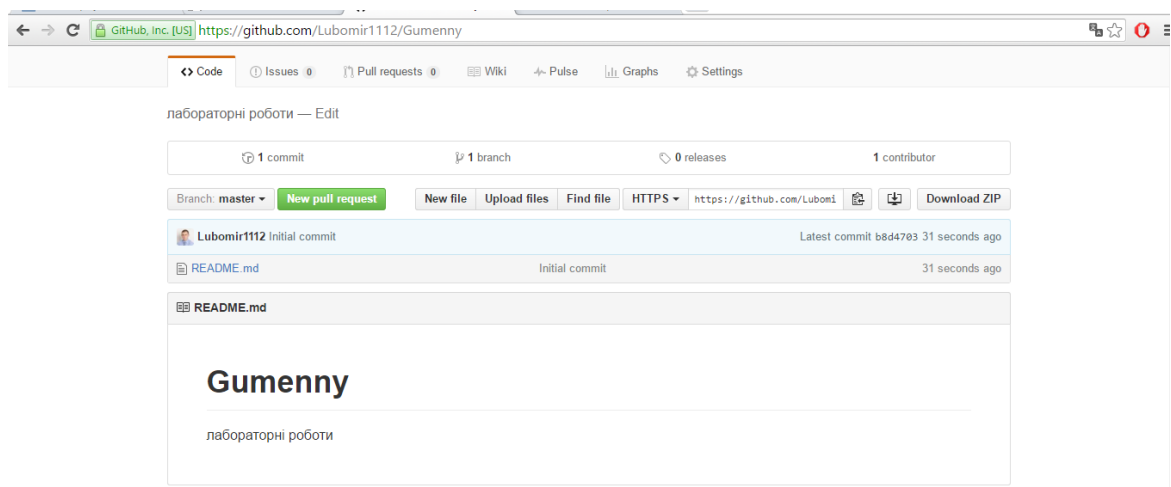 GitHub, Inc. [US] https://github.com/Lubomir1112/Gumenny
Code Issues 0 Pull requests 0 Wiki Pulse Graphs Settings
лабораторні роботи — Edit
1 commit 1 branch 0 releases 1 contributor
Branch: master New pull request New file Upload files Find file HTTPS https://github.com/Lubomi Download ZIP
Lubomir1112 Initial commit Latest commit b8d4703 31 seconds ago
README.md Initial commit 31 seconds ago
README.md
Gumenny
лабораторні роботи